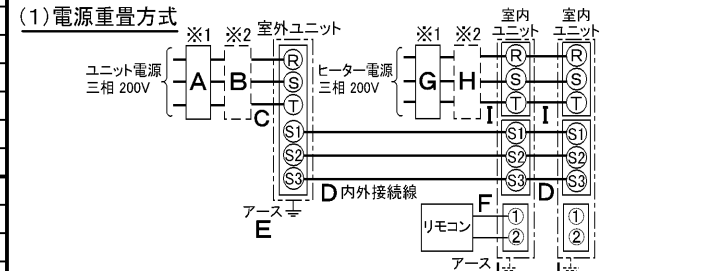 (1)電源重畳方式
※1 ※2 室外ユニット
※1 ※2 室内ユニット 室内ユニット
ユニット電源
三相 200V
A B
R
S
T
C
S1
S2
S3
ヒーター電源
三相 200V
G H
R
S
T
I
S1
S2
S3
I
R
S
T
S1
S2
S3
D 内外接続線
D
アース
E
リモコン
F
①
②
①
②
アース